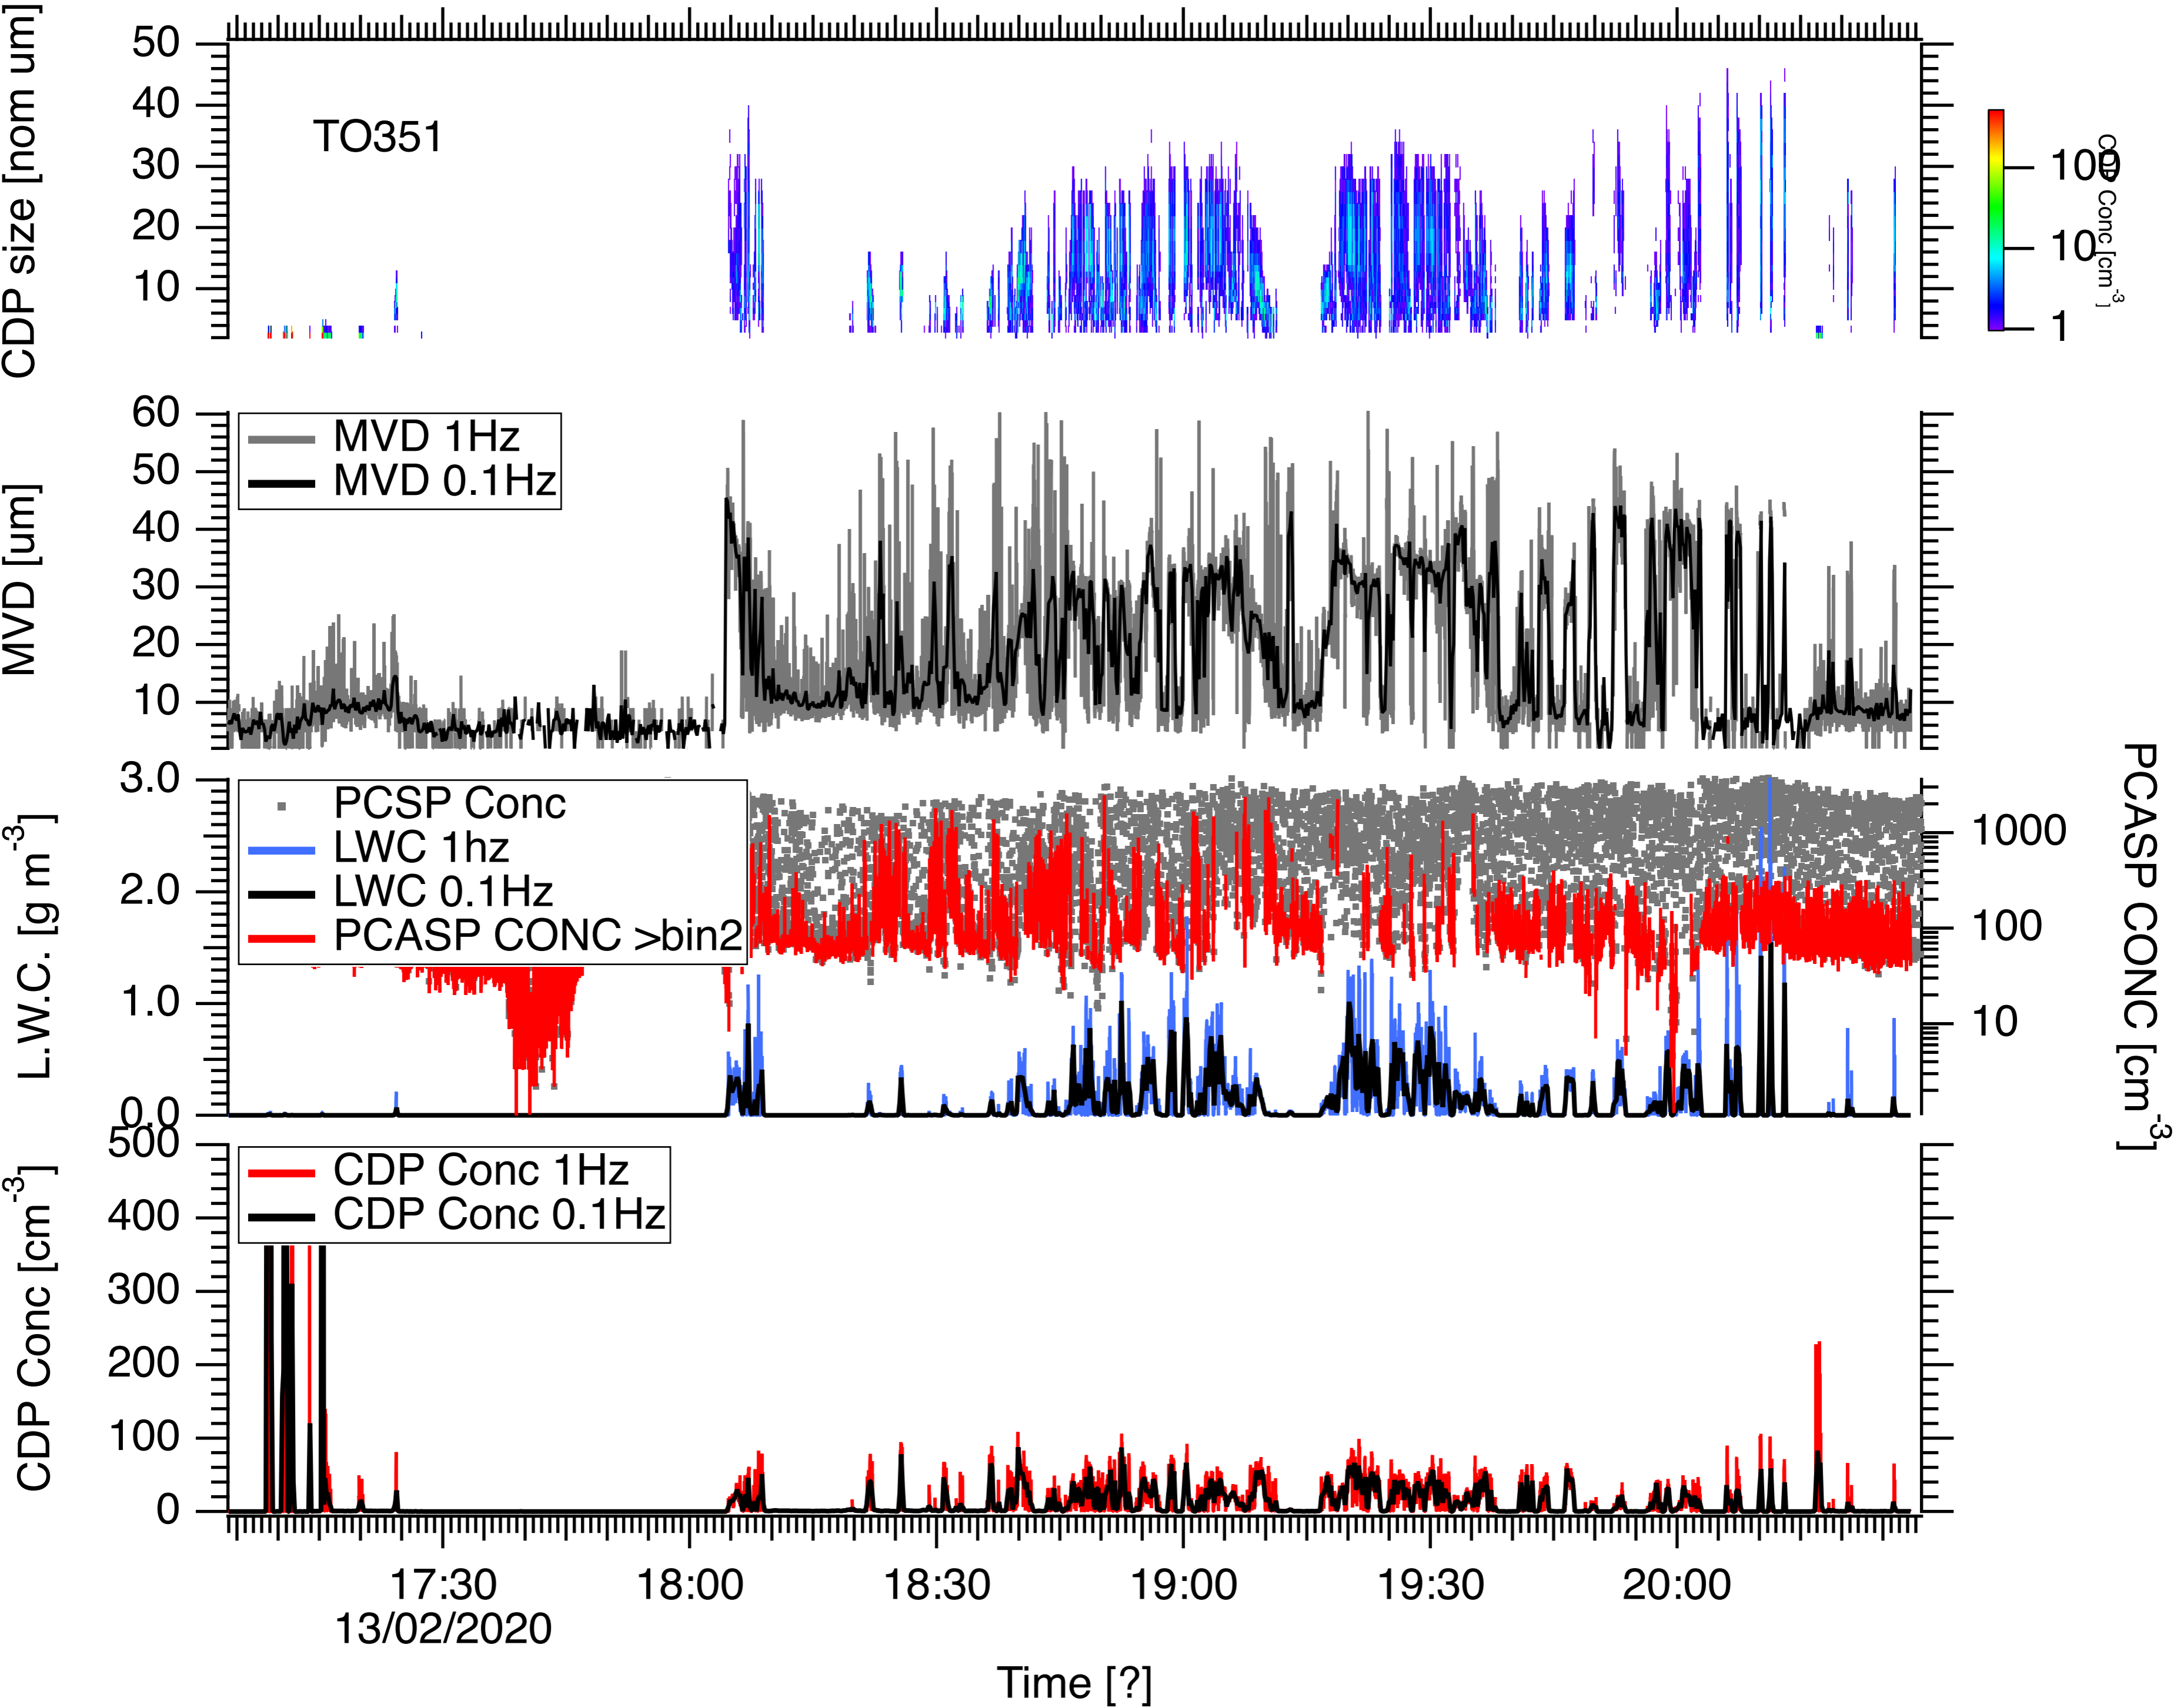 CDP size [nom um]
50
40
30
20
10
TO351
100
10
1
CDP Conc [cm-3]
MVD [um]
60
50
40
30
20
10
MVD 1Hz
MVD 0.1Hz
L.W.C. [g m-3]
3.0
2.0
1.0
0.0
PCSP Conc
LWC 1hz
LWC 0.1Hz
PCASP CONC >bin2
1000
100
10
PCASP CONC [cm-3]
CDP Conc [cm-3]
500
400
300
200
100
0
CDP Conc 1Hz
CDP Conc 0.1Hz
17:30 18:00 18:30 19:00 19:30 20:00
13/02/2020
Time [?]